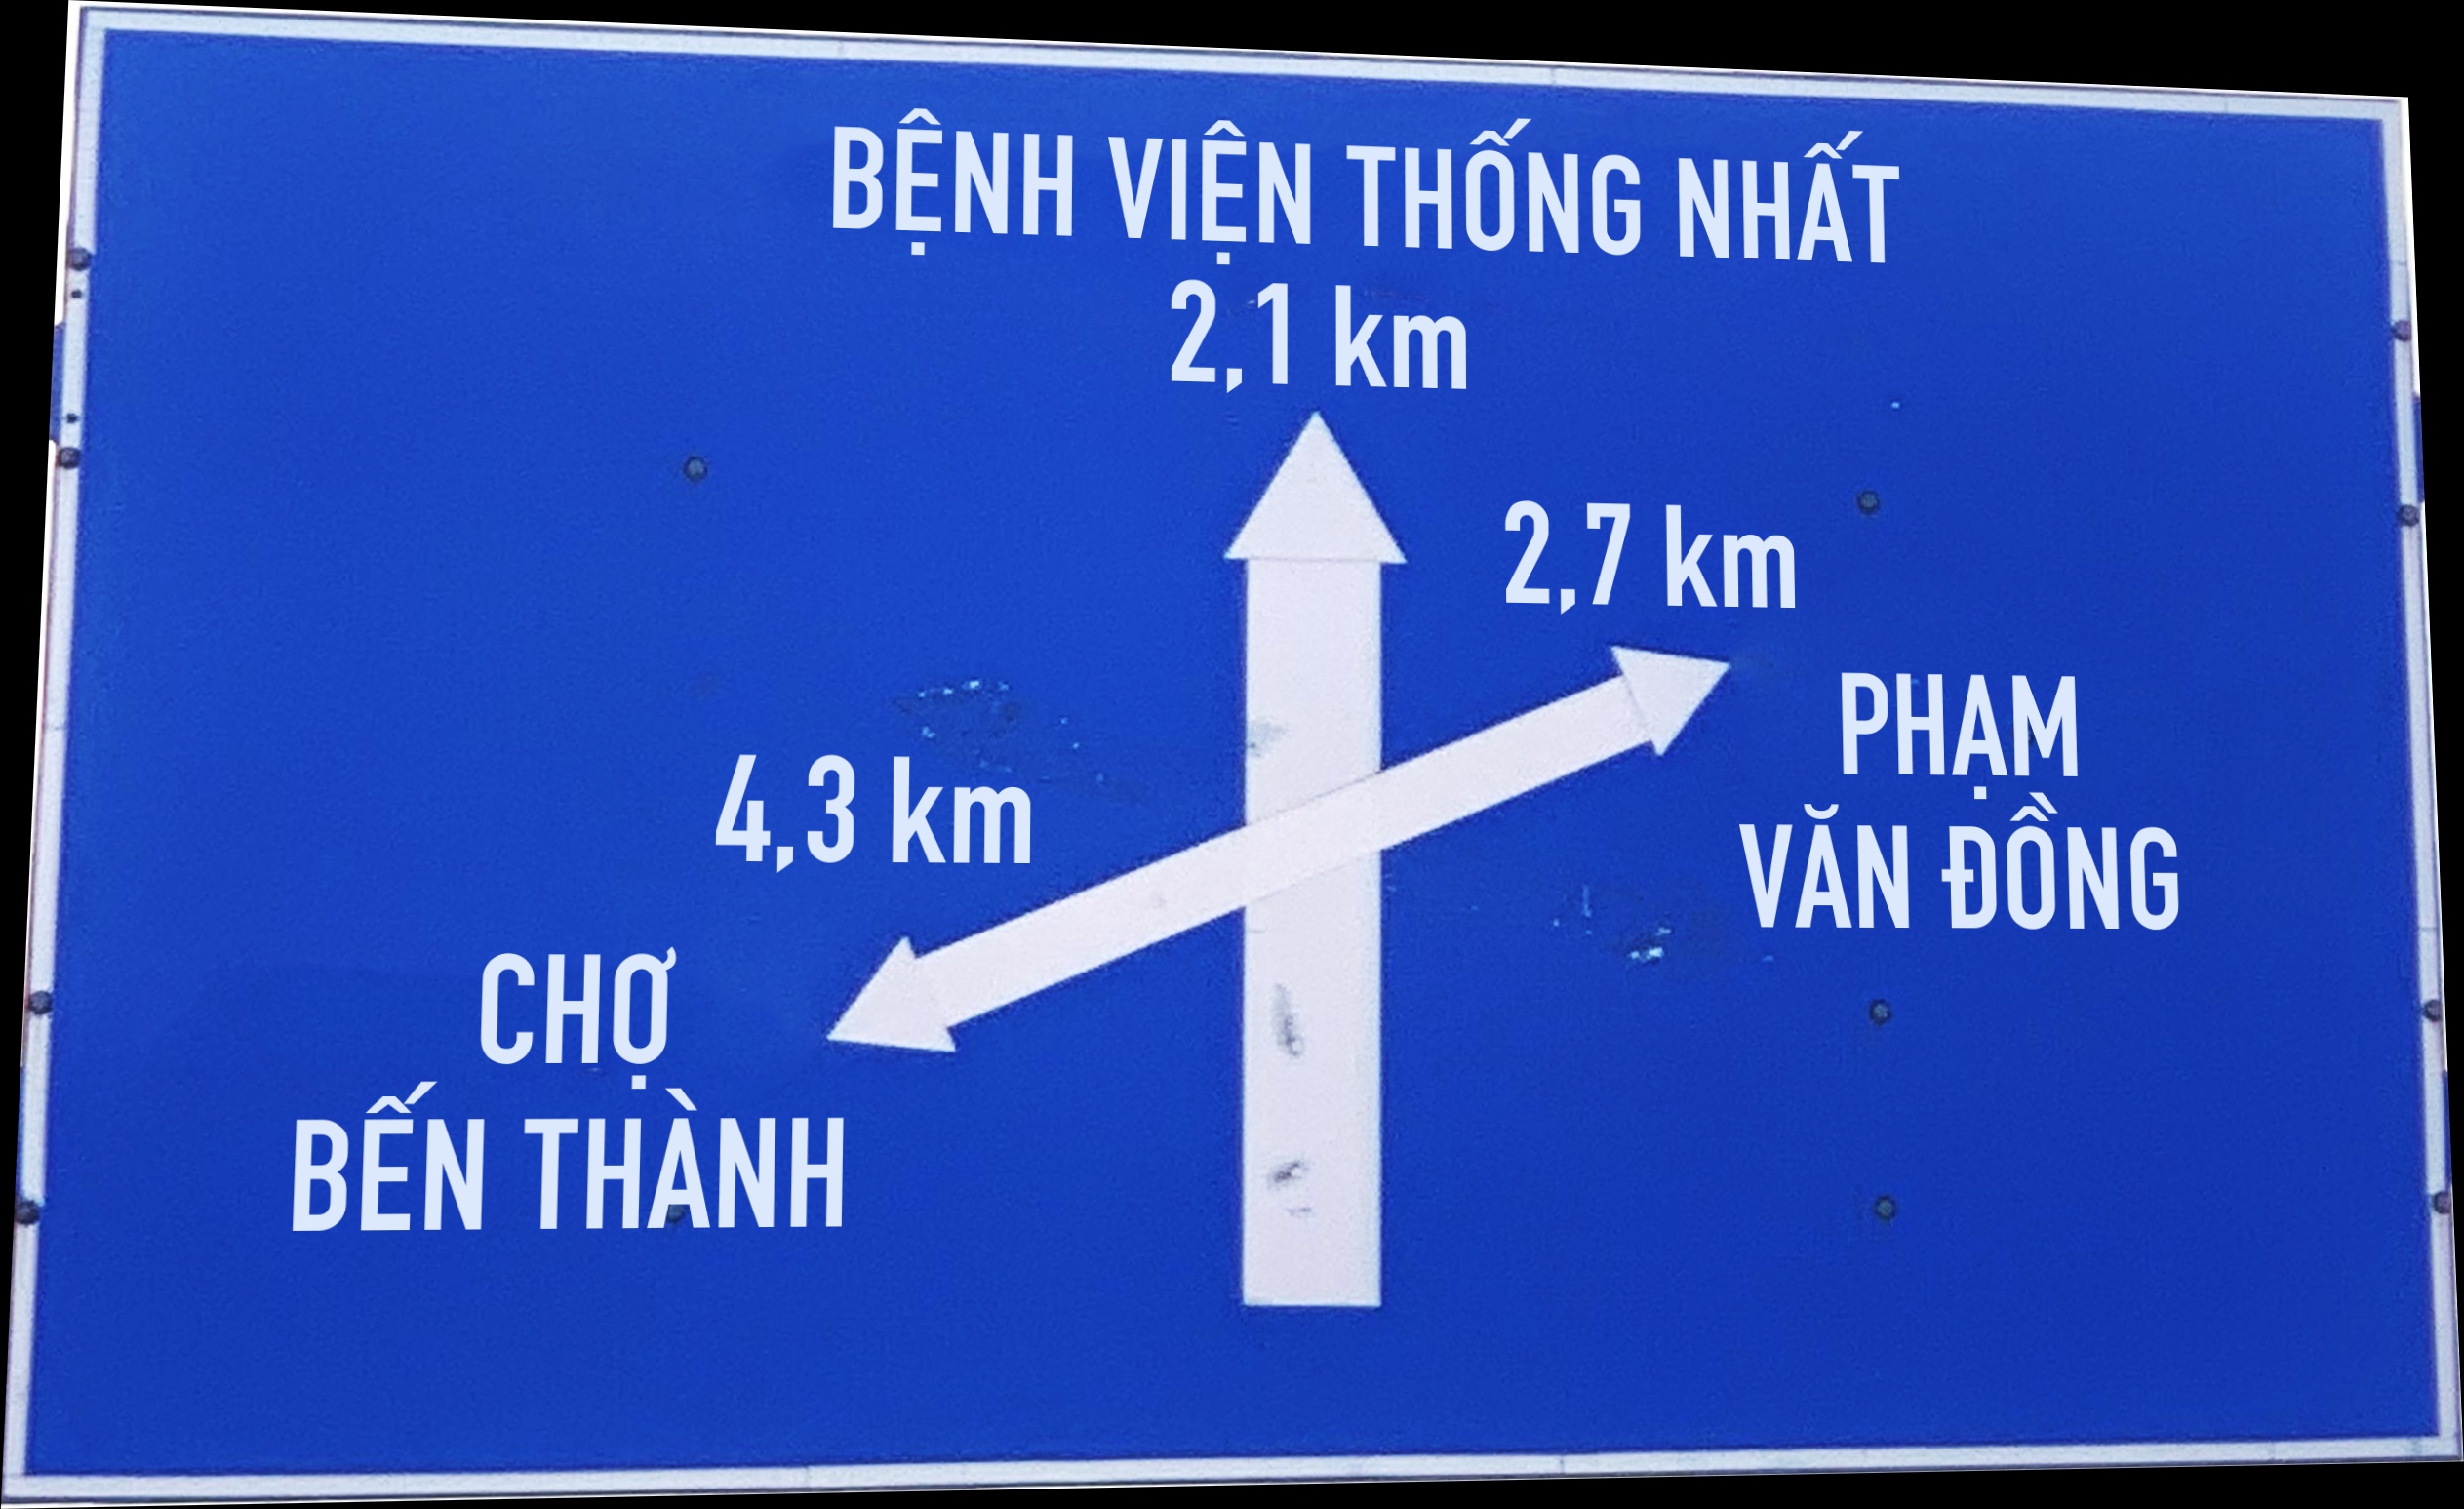 BỆNH VIỆN THỐNG NHẤT
2,1 km
2,7 km
PHẠM
VĂN ĐỒNG
4,3 km
CHỢ
BẾN THÀNH